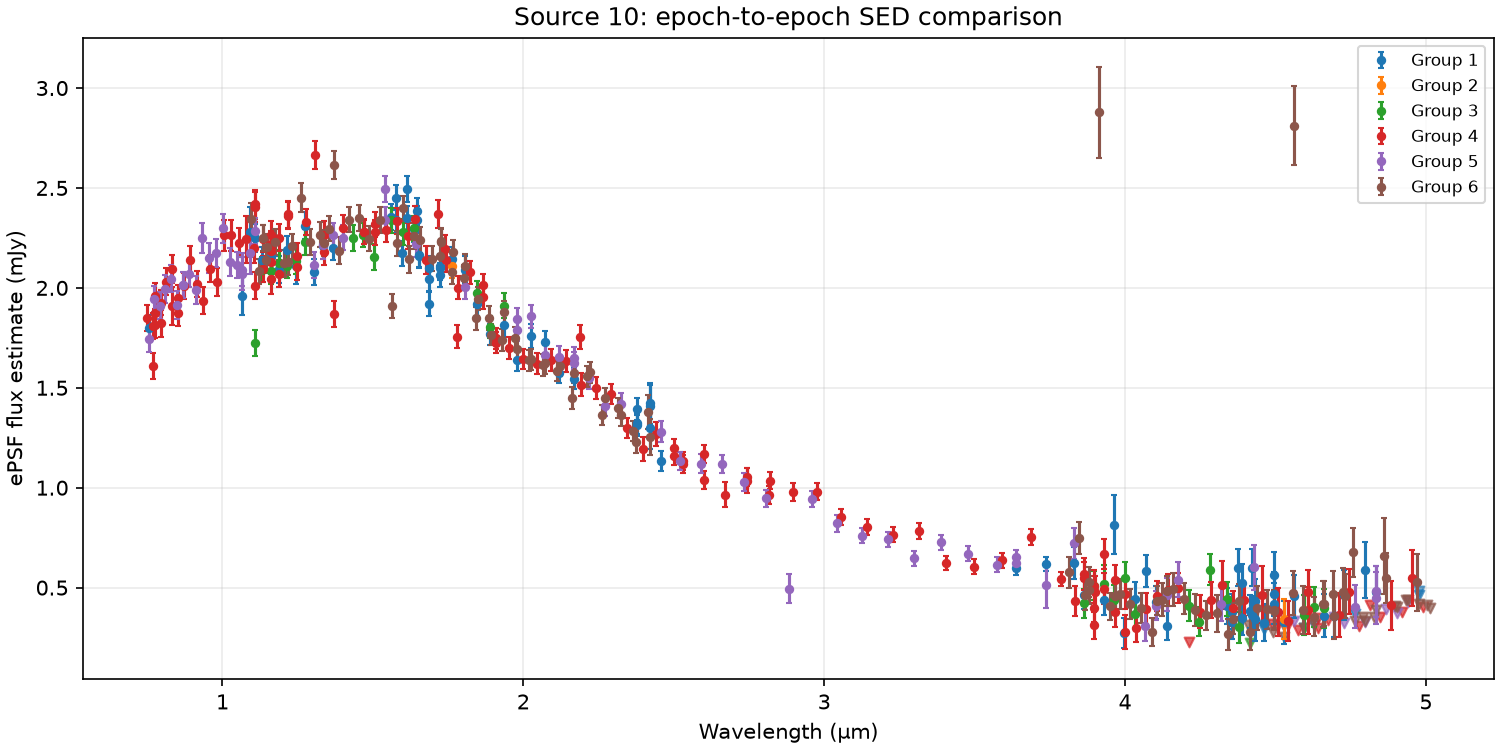 Source 10: epoch-to-epoch SED comparison
ePSF flux estimate (mJy)
3.0
2.5
2.0
1.5
1.0
0.5
Group 1
Group 2
Group 3
Group 4
Group 5
Group 6
1 2 3 4 5
Wavelength (μm)